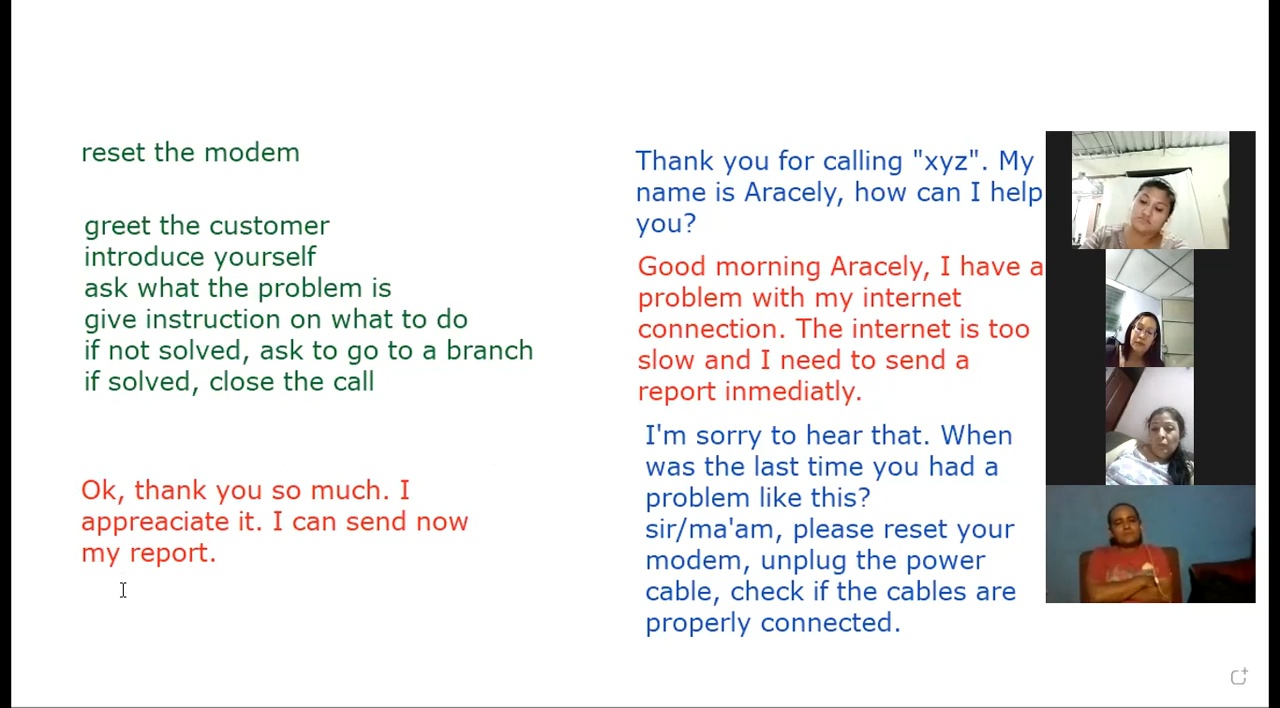 reset the modem
greet the customer
introduce yourself
ask what the problem is
give instruction on what to do
if not solved, ask to go to a branch
if solved, close the call
Ok, thank you so much. I
appreaciate it. I can send now
my report.
Thank you for calling "xyz". My
name is Aracely, how can I help
you?
Good morning Aracely, I have a
problem with my internet
connection. The internet is too
slow and I need to send a
report inmediatly.
I'm sorry to hear that. When
was the last time you had a
problem like this?
sir/ma'am, please reset your
modem, unplug the power
cable, check if the cables are
properly connected.